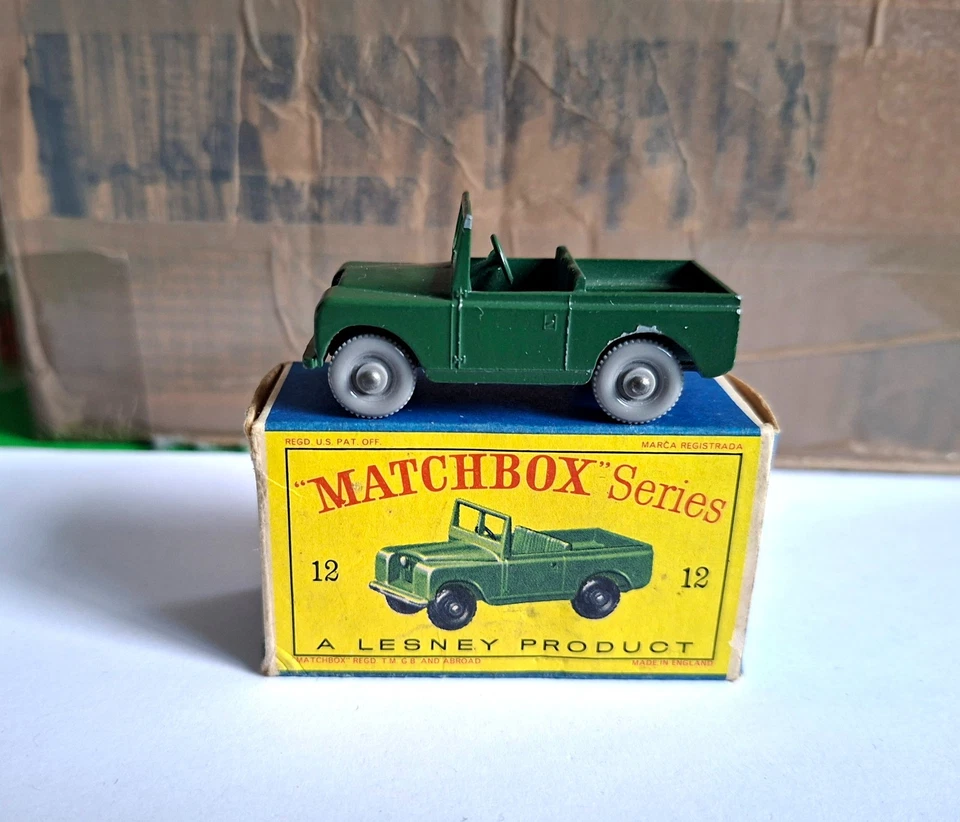 REGD. U.S. PAT. OFF. MARCA REGISTRADA
"MATCHBOX" Series
12 12
A LESNEY PRODUCT
"MATCHBOX" REGD. T.M. G.B. AND ABROAD MADE IN ENGLAND